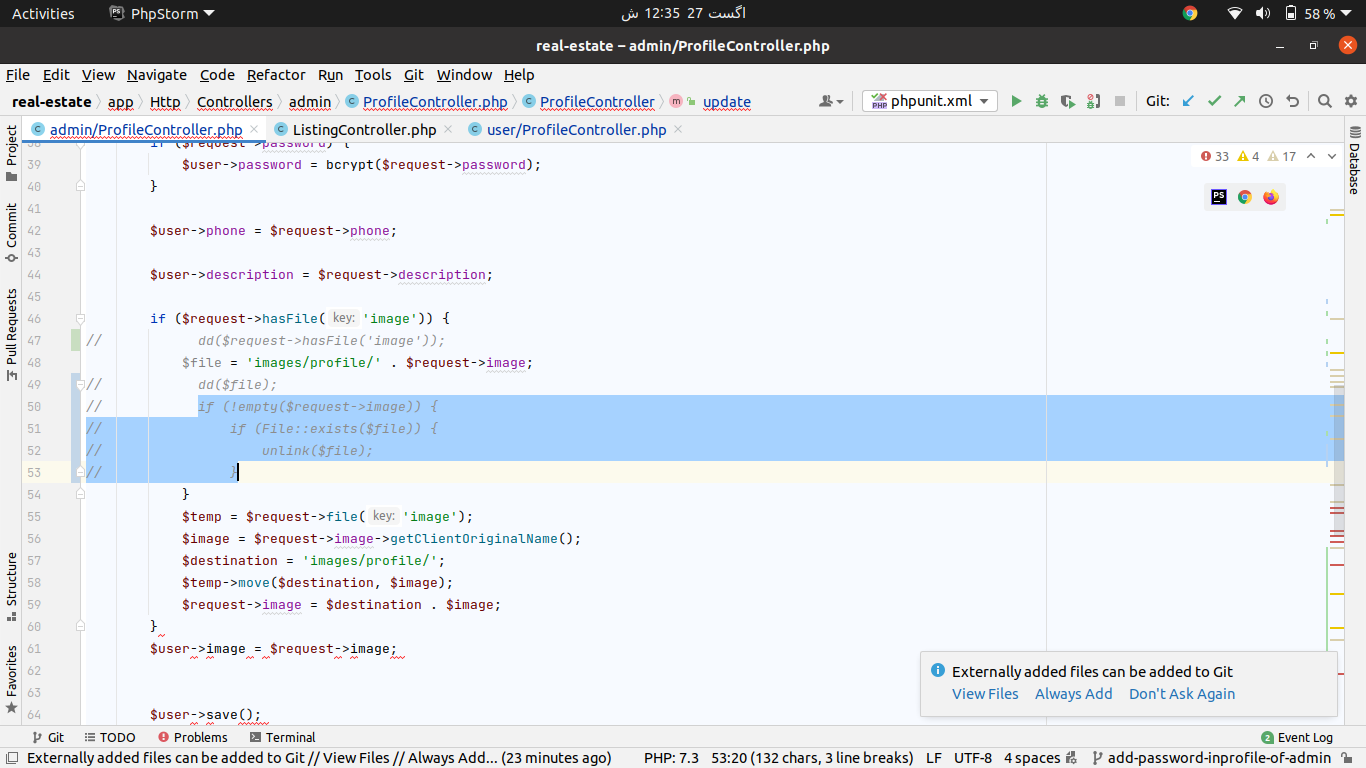 Activities PhpStorm اگست 27 12:35 ش 58 %
real-estate – admin/ProfileController.php
File Edit View Navigate Code Refactor Run Tools Git Window Help
real-estate app Http Controllers admin ProfileController.php ProfileController update phpunit.xml Git:
admin/ProfileController.php ListingController.php user/ProfileController.php
38 if ($request->password) {
39 $user->password = bcrypt($request->password);
40 }
41
42 $user->phone = $request->phone;
43
44 $user->description = $request->description;
45
46 if ($request->hasFile( key: 'image')) {
47 // dd($request->hasFile('image'));
48 $file = 'images/profile/' . $request->image;
49 // dd($file);
50 // if (!empty($request->image)) {
51 // if (File::exists($file)) {
52 // unlink($file);
53 // }
54 }
55 $temp = $request->file( key: 'image');
56 $image = $request->image->getClientOriginalName();
57 $destination = 'images/profile/';
58 $temp->move($destination, $image);
59 $request->image = $destination . $image;
60 }
61 $user->image = $request->image;
62
63
64 $user->save();
33 4 17
Project
Commit
Pull Requests
Structure
Favorites
Database
Externally added files can be added to Git
View Files Always Add Don't Ask Again
Git TODO Problems Terminal 2 Event Log
Externally added files can be added to Git // View Files // Always Add... (23 minutes ago) PHP: 7.3 53:20 (132 chars, 3 line breaks) LF UTF-8 4 spaces add-password-inprofile-of-admin